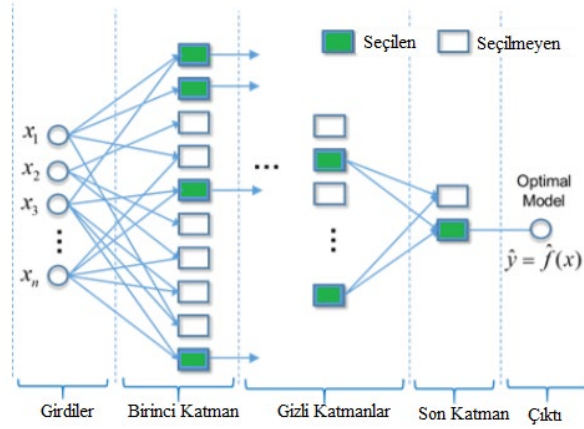 Seçilen
Seçilmeyen
x1
x2
x3
xn
Optimal
Model
ŷ = f̂(x)
Girdiler
Birinci Katman
Gizli Katmanlar
Son Katman
Çıktı